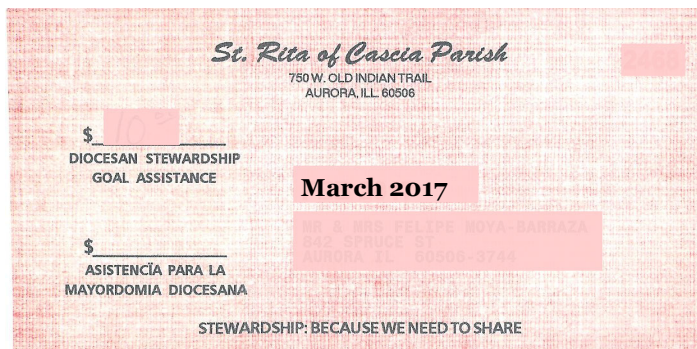 St. Rita of Cascia Parish
750 W. OLD INDIAN TRAIL
AURORA, ILL. 60506
$
DIOCESAN STEWARDSHIP
GOAL ASSISTANCE
March 2017
$
ASISTENCÏA PARA LA
MAYORDOMIA DIOCESANA
STEWARDSHIP: BECAUSE WE NEED TO SHARE